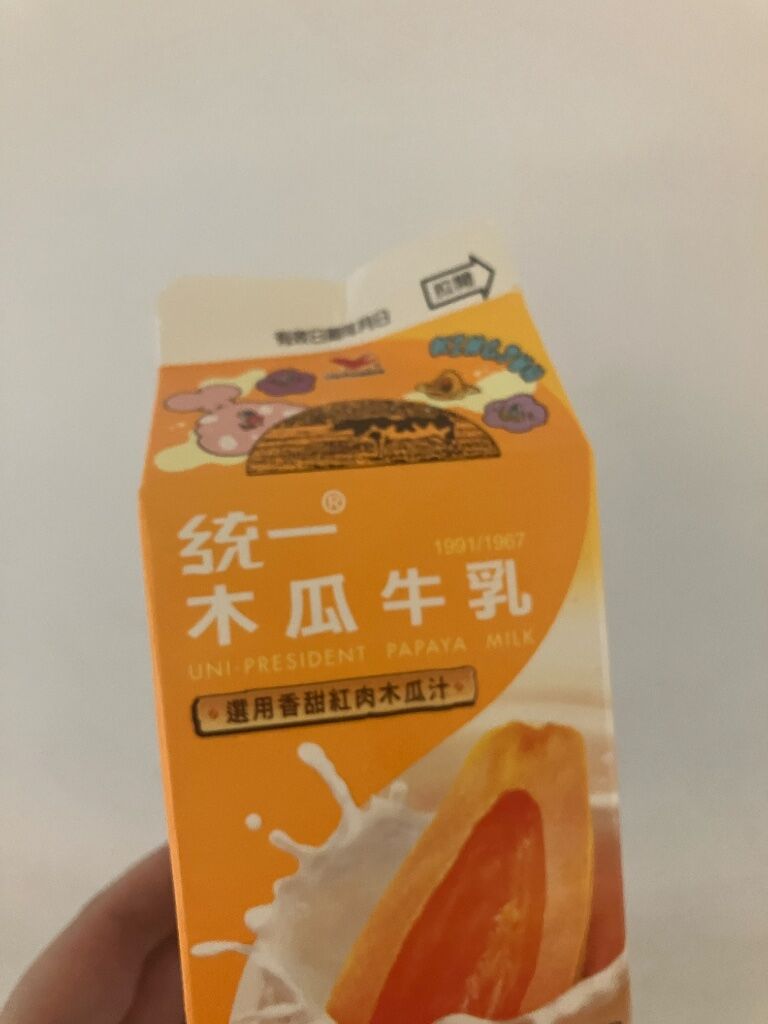 拉開
有效日期年月日
KINGJUN
統一®
1991/1967
木瓜牛乳
UNI-PRESIDENT PAPAYA MILK
選用香甜紅肉木瓜汁